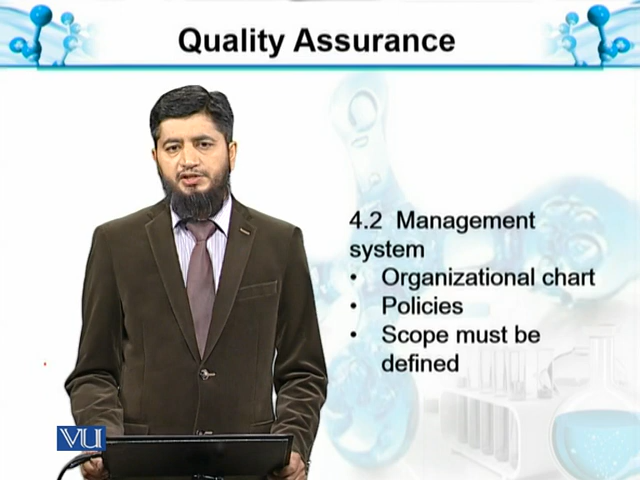 Quality Assurance
4.2 Management
system
• Organizational chart
• Policies
• Scope must be
defined
VU